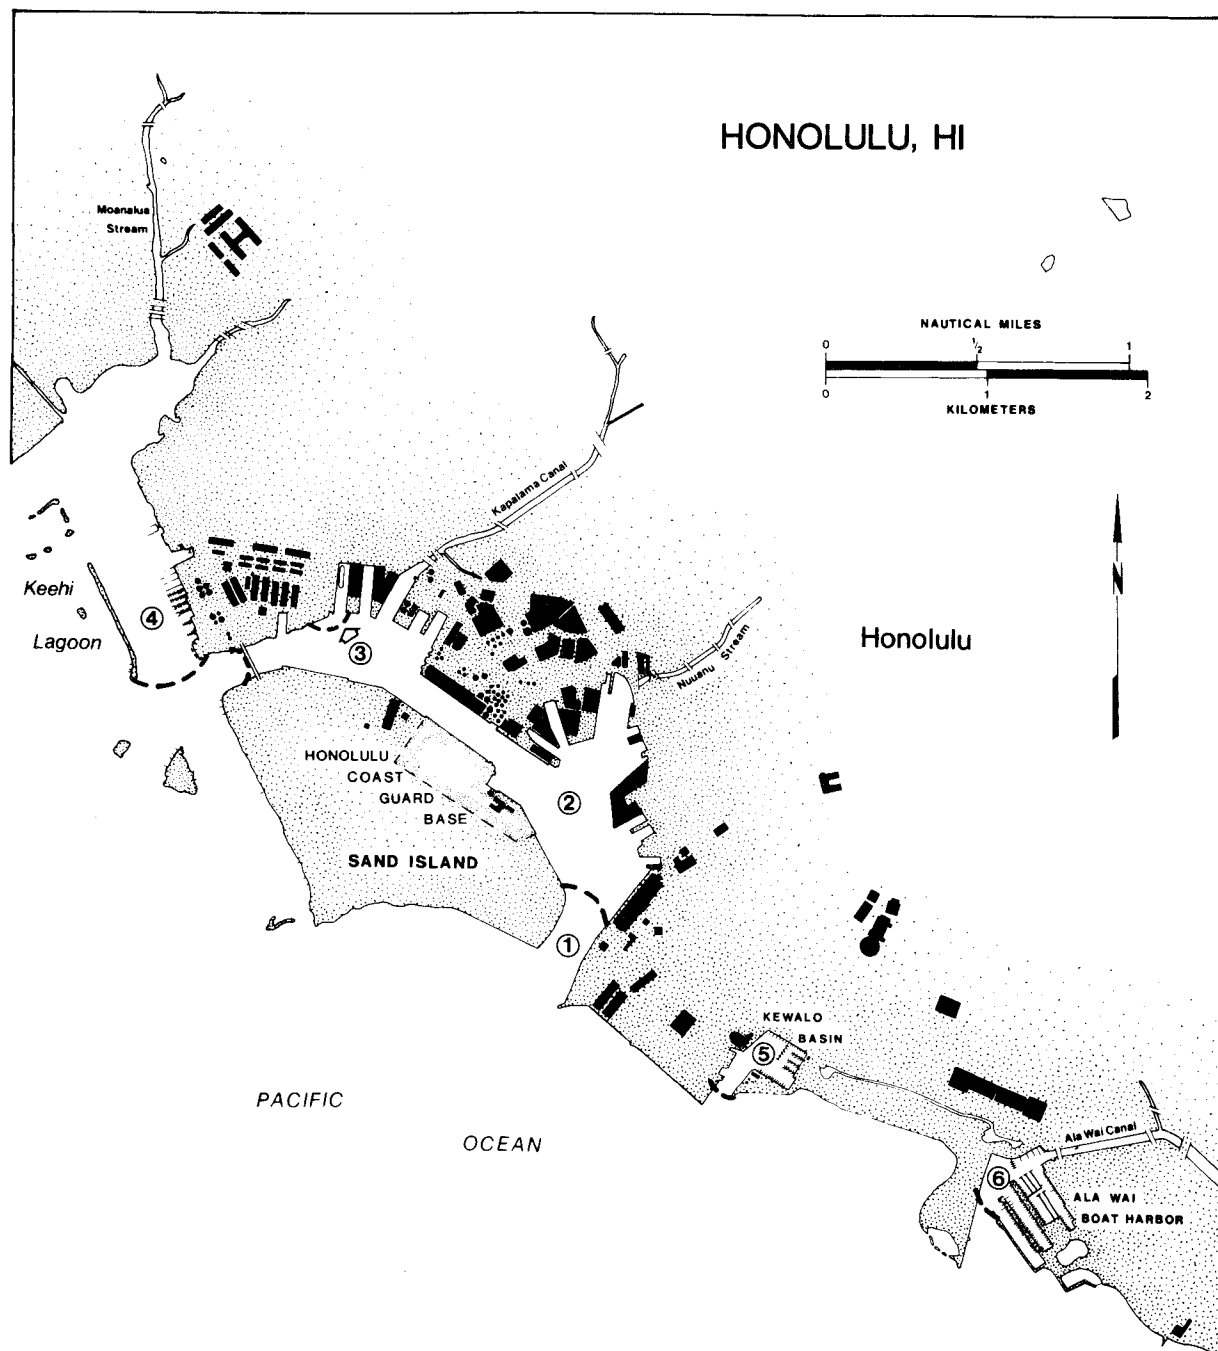 HONOLULU, HI
Moanalua
Stream
NAUTICAL MILES
0 1/2 1
0 1 2
KILOMETERS
Kapalama Canal
N
Keehi
Lagoon
4
3
Honolulu
Nuuanu Stream
HONOLULU
COAST
GUARD
BASE
2
SAND ISLAND
1
KEWALO
BASIN
5
PACIFIC
OCEAN
Ala Wai Canal
6
ALA WAI
BOAT HARBOR